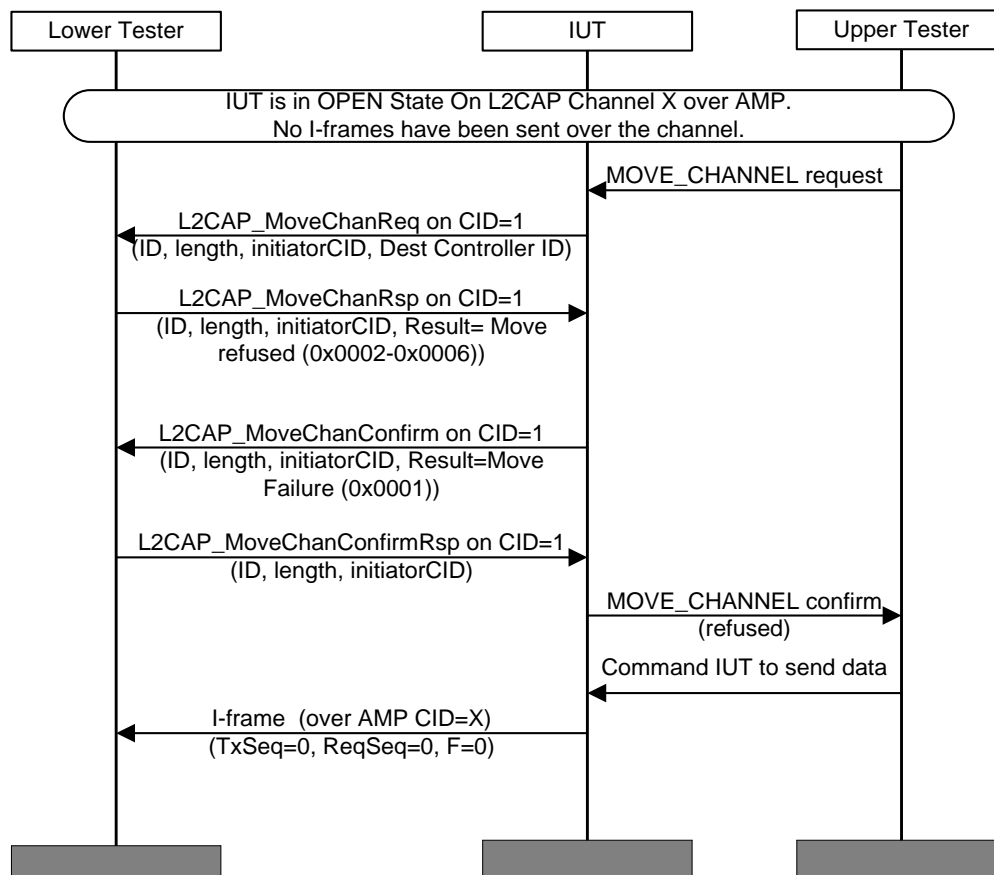 Lower Tester
IUT
Upper Tester
IUT is in OPEN State On L2CAP Channel X over AMP.
No I-frames have been sent over the channel.
MOVE_CHANNEL request
L2CAP_MoveChanReq on CID=1
(ID, length, initiatorCID, Dest Controller ID)
L2CAP_MoveChanRsp on CID=1
(ID, length, initiatorCID, Result= Move
refused (0x0002-0x0006))
L2CAP_MoveChanConfirm on CID=1
(ID, length, initiatorCID, Result=Move
Failure (0x0001))
L2CAP_MoveChanConfirmRsp on CID=1
(ID, length, initiatorCID)
MOVE_CHANNEL confirm
(refused)
Command IUT to send data
I-frame (over AMP CID=X)
(TxSeq=0, ReqSeq=0, F=0)